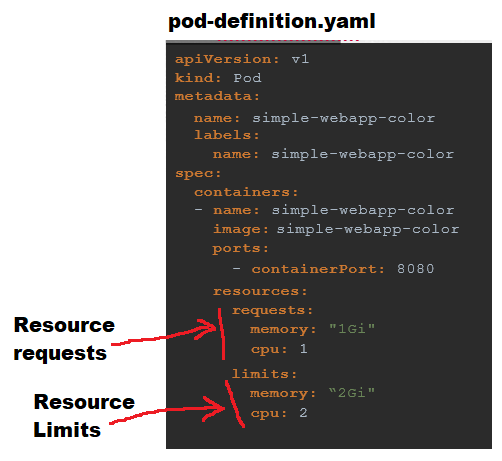 pod-definition.yaml
apiVersion: v1
kind: Pod
metadata:
name: simple-webapp-color
labels:
name: simple-webapp-color
spec:
containers:
- name: simple-webapp-color
image: simple-webapp-color
ports:
- containerPort: 8080
resources:
requests:
memory: "1Gi"
cpu: 1
limits:
memory: “2Gi"
cpu: 2
Resource
requests
Resource
Limits